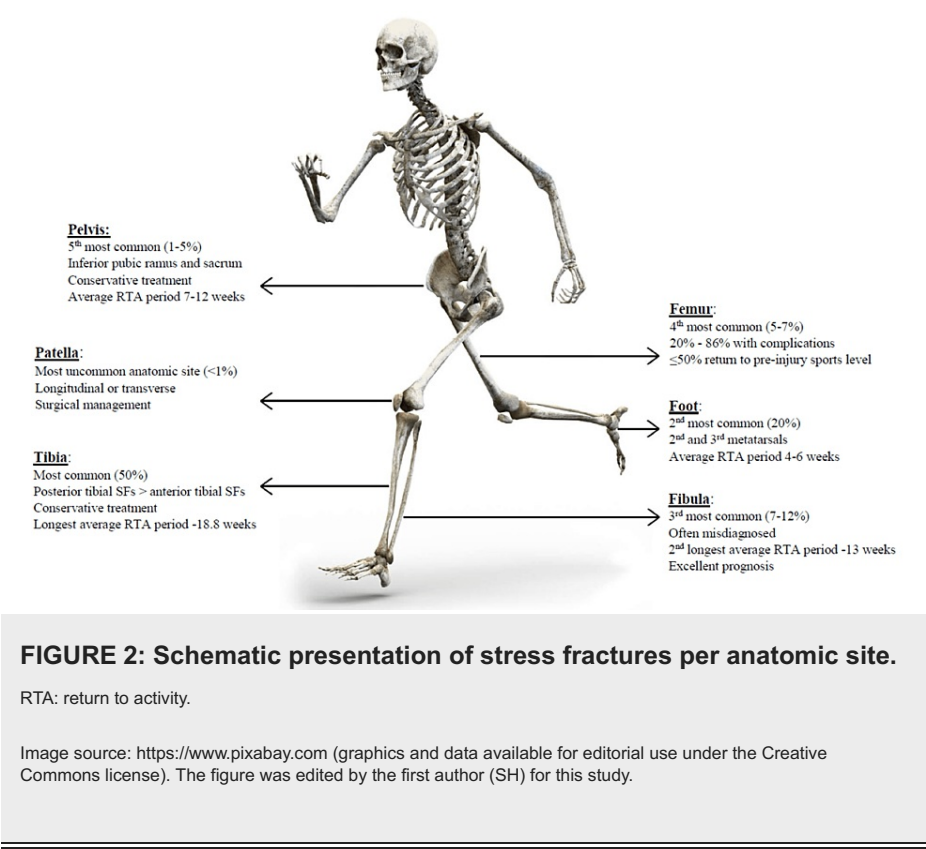 Pelvis:
5th most common (1-5%)
Inferior pubic ramus and sacrum
Conservative treatment
Average RTA period 7-12 weeks
Patella:
Most uncommon anatomic site (<1%)
Longitudinal or transverse
Surgical management
Tibia:
Most common (50%)
Posterior tibial SFs > anterior tibial SFs
Conservative treatment
Longest average RTA period -18.8 weeks
Femur:
4th most common (5-7%)
20% - 86% with complications
≤50% return to pre-injury sports level
Foot:
2nd most common (20%)
2nd and 3rd metatarsals
Average RTA period 4-6 weeks
Fibula:
3rd most common (7-12%)
Often misdiagnosed
2nd longest average RTA period -13 weeks
Excellent prognosis
FIGURE 2: Schematic presentation of stress fractures per anatomic site.
RTA: return to activity.
Image source: https://www.pixabay.com (graphics and data available for editorial use under the Creative
Commons license). The figure was edited by the first author (SH) for this study.